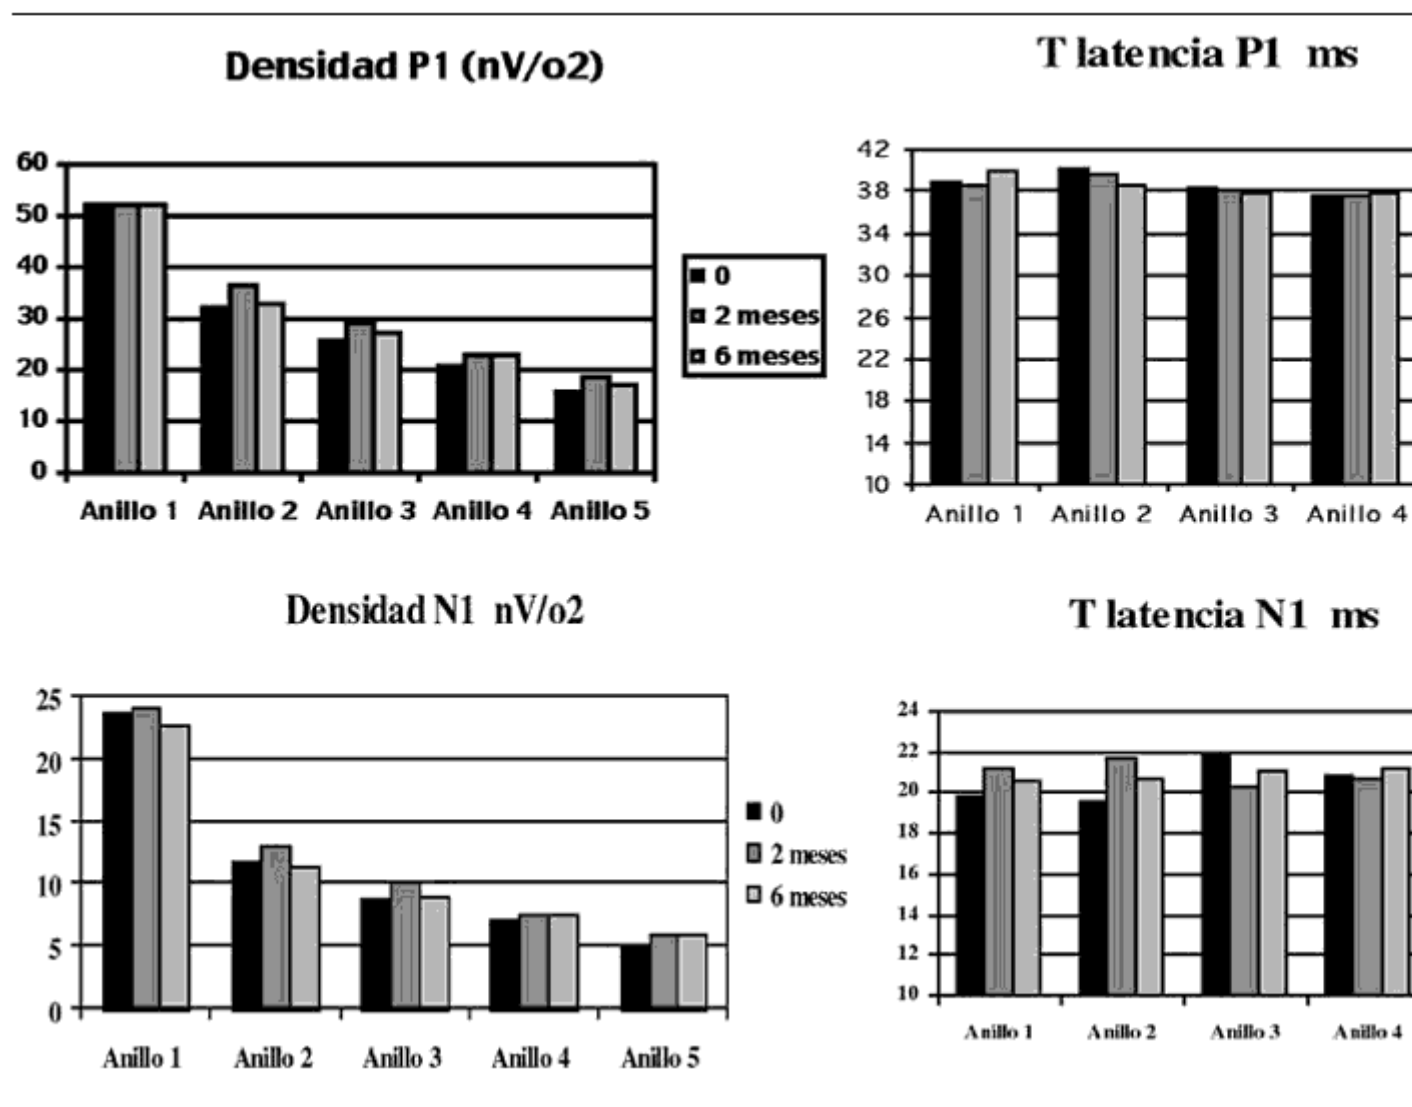 Densidad P1 (nV/o2)
60
50
40
30
20
10
0
Anillo 1 Anillo 2 Anillo 3 Anillo 4 Anillo 5
0
2 meses
6 meses
T latencia P1 ms
42
38
34
30
26
22
18
14
10
Anillo 1 Anillo 2 Anillo 3 Anillo 4
Densidad N1 nV/o2
25
20
15
10
5
0
Anillo 1 Anillo 2 Anillo 3 Anillo 4 Anillo 5
0
2 meses
6 meses
T latencia N1 ms
24
22
20
18
16
14
12
10
Anillo 1 Anillo 2 Anillo 3 Anillo 4